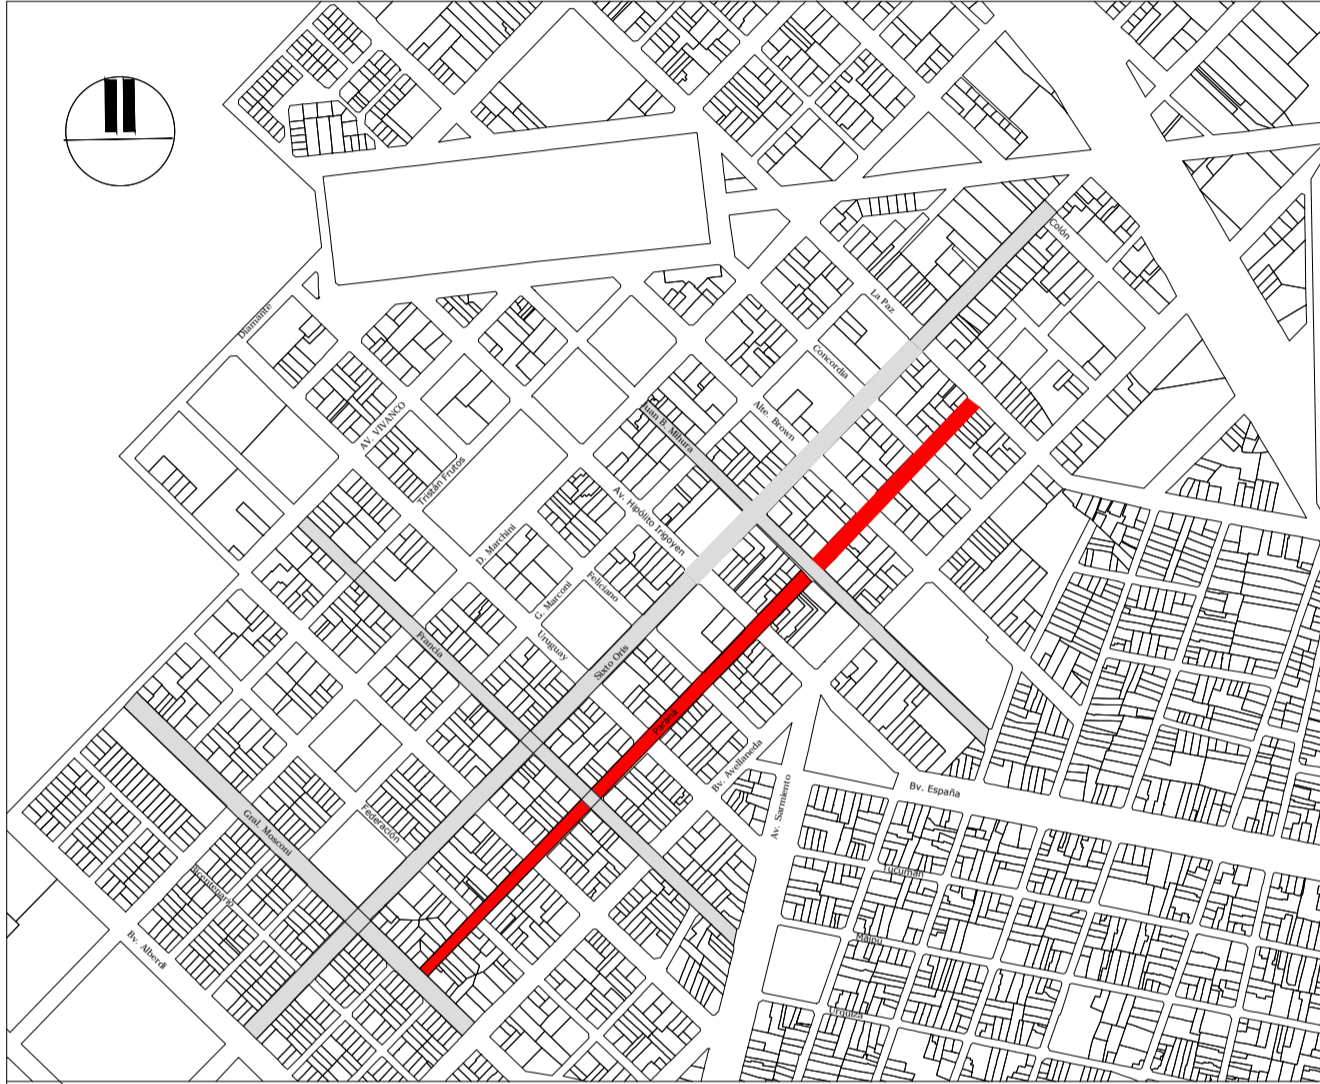 Colón
La Paz
Diamante
Concordia
Alte. Brown
AV. VIVANCO
Juan B. Mihura
Tristán Frutos
Av. Hipólito Irigoyen
D. Marchini
Feliciano
G. Marconi
Uruguay
Francia
Sixto Oris
Paraná
Bv. Avellaneda
Av. Sarmiento
Bv. España
Federación
Gral. Mosconi
Tucumán
Bicentenario
Maipú
Bv. Alberdi
Urquiza